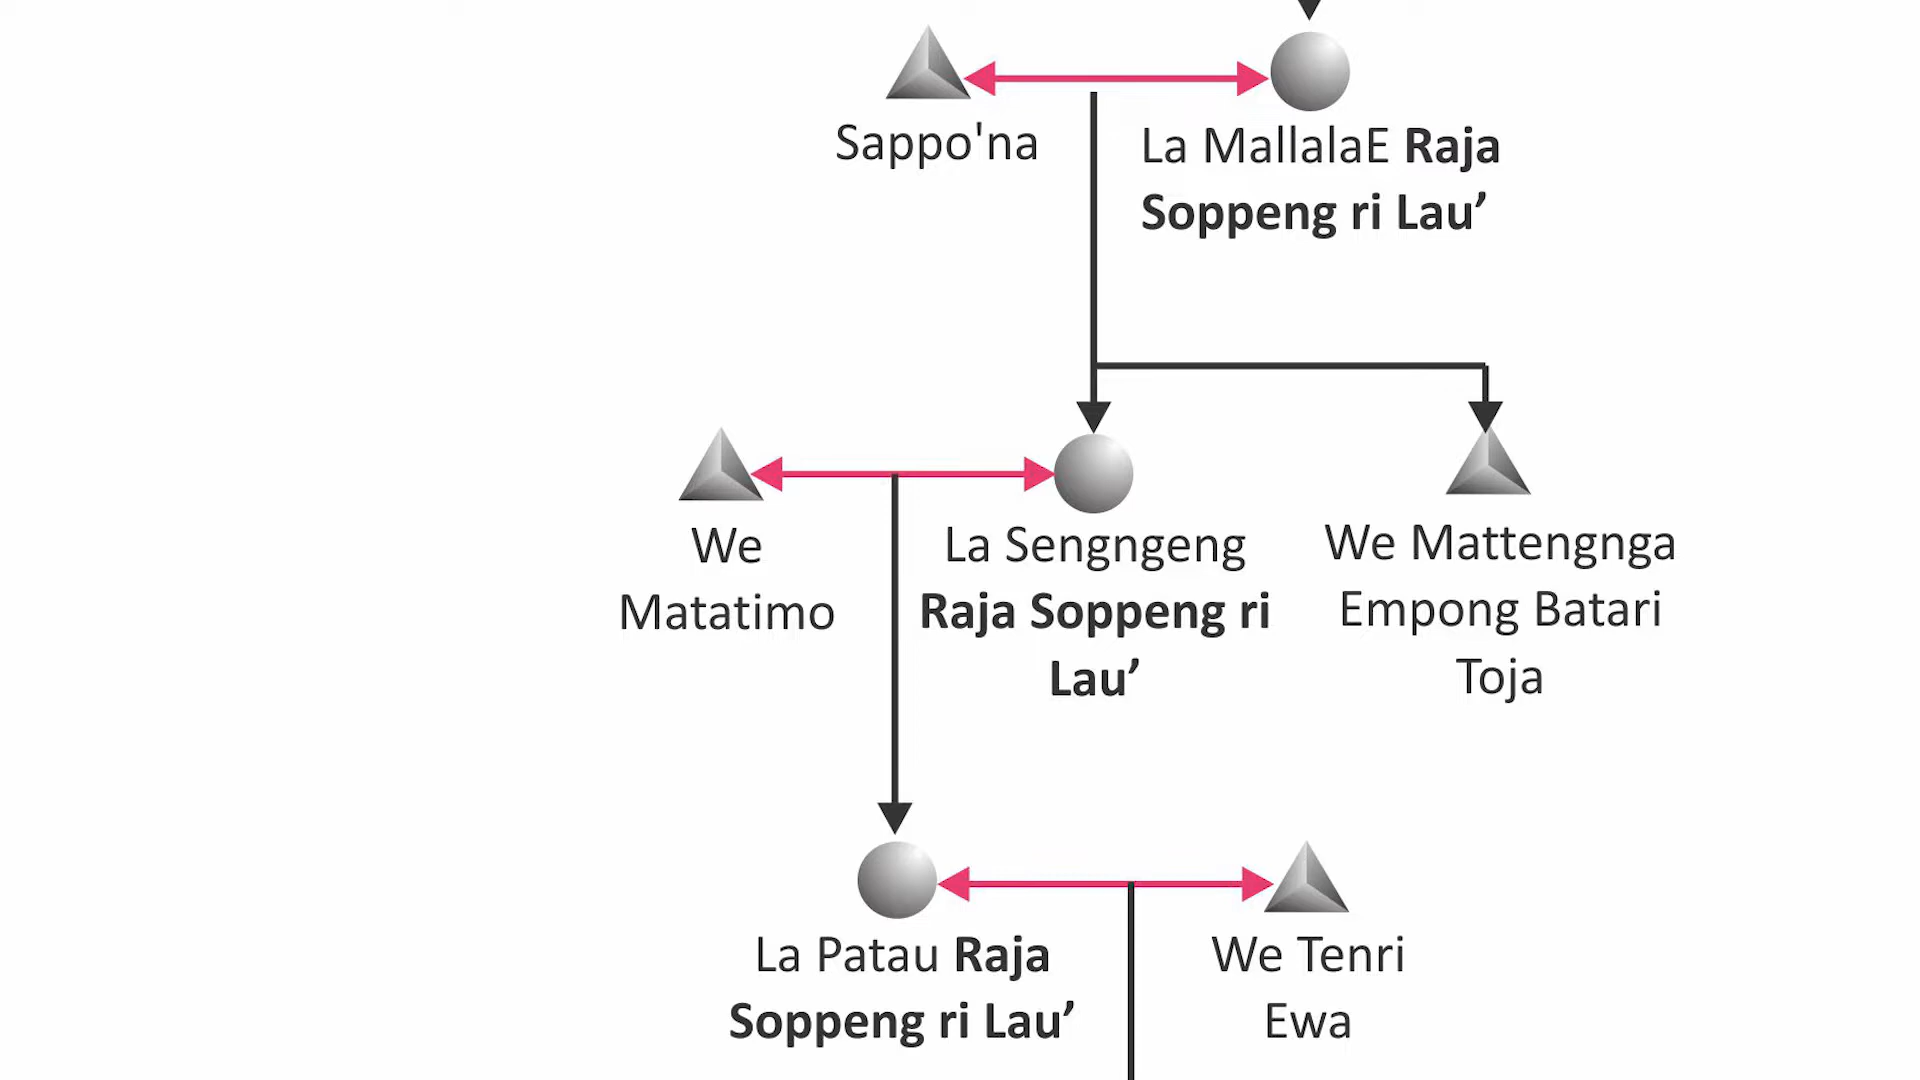 Sappo'na
La MallalaE Raja
Soppeng ri Lau’
We
Matatimo
La Sengngeng
Raja Soppeng ri
Lau’
We Mattengnga
Empong Batari
Toja
La Patau Raja
Soppeng ri Lau’
We Tenri
Ewa